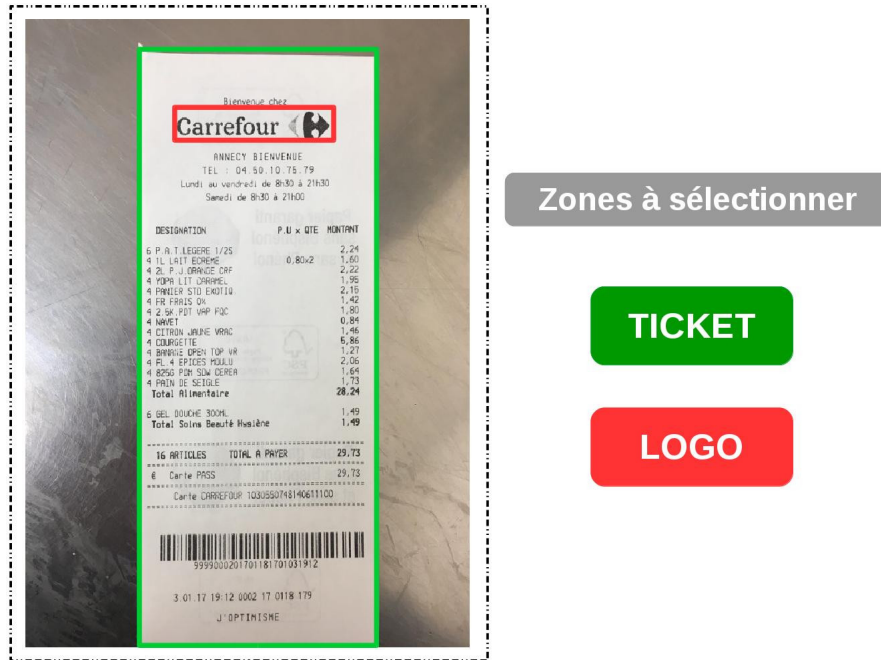 Bienvenue chez
Carrefour
ANNECY BIENVENUE
TEL : 04.50.10.75.79
Lundi au vendredi de 8h30 à 21h30
Samedi de 8h30 à 21h00
DESIGNATION P.U x QTE MONTANT
6 P.A.T.LEGERE 1/25 2,24
4 1L LAIT ECREME 0,80x2 1,60
4 2L P.J.ORANGE CRF 2,22
4 YOPA LIT CARAMEL 1,95
4 PANIER STD EXOTIQ 2,16
4 FR FRAIS OX 1,42
4 2.5K.PDT VAP FQC 1,80
4 NAVET 0,84
4 CITRON JAUNE VRAC 1,46
4 COURGETTE 5,86
4 BANANE OPEN TOP VR 1,27
4 FL.4 EPICES MOULU 2,06
4 825G PDM SDW CEREA 1,64
4 PAIN DE SEIGLE 1,73
Total Alimentaire 28,24
6 GEL DOUCHE 300ML 1,49
Total Soins Beauté Hygiène 1,49
16 ARTICLES TOTAL A PAYER 29,73
€ Carte PASS 29,73
Carte CARREFOUR 1030550748140611100
9999000201701181701031912
3.01.17 19:12 0002 17 0118 179
J'OPTIMISME
Zones à sélectionner
TICKET
LOGO